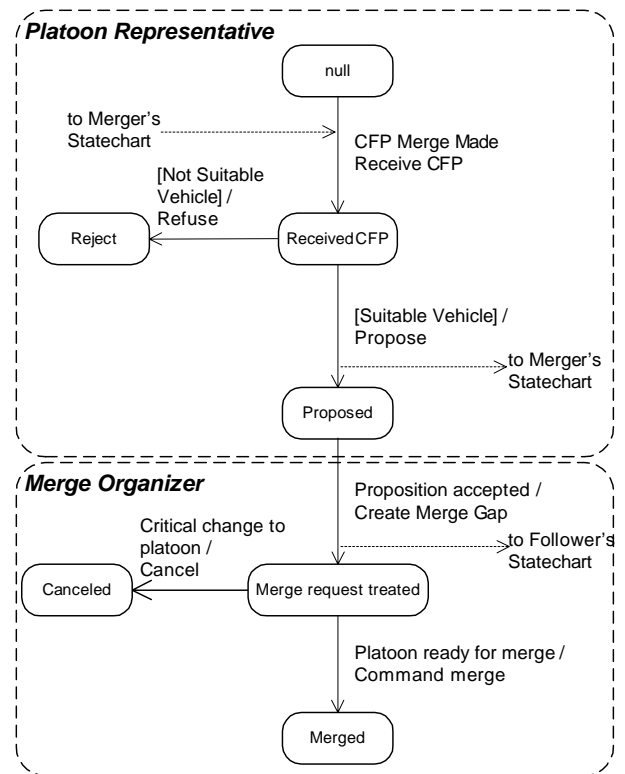 Platoon Representative
null
to Merger's
Statechart
CFP Merge Made
Receive CFP
[Not Suitable
Vehicle] /
Refuse
Reject
ReceivedCFP
[Suitable Vehicle] /
Propose
to Merger's
Statechart
Proposed
Merge Organizer
Proposition accepted /
Create Merge Gap
Critical change to
platoon /
Cancel
to Follower's
Statechart
Canceled
Merge request treated
Platoon ready for merge /
Command merge
Merged